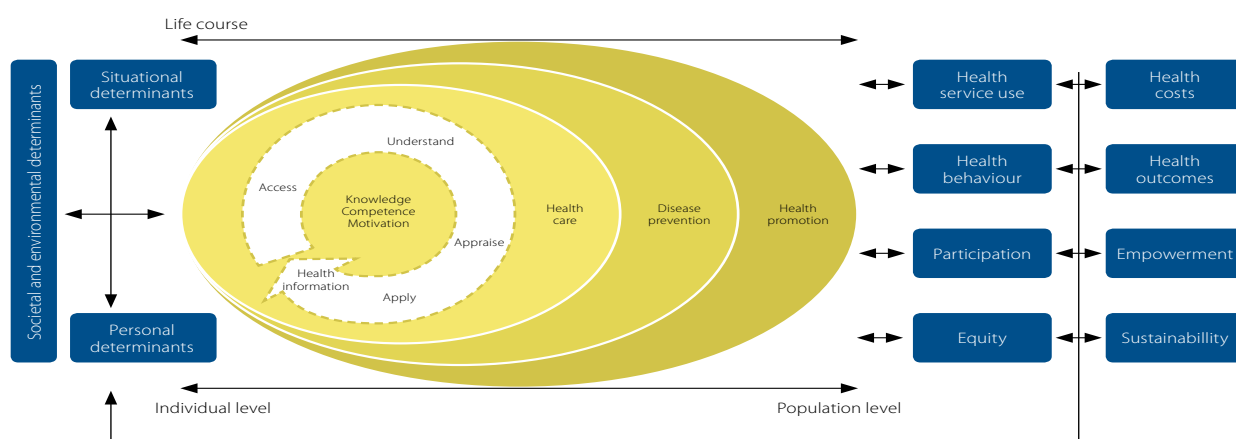 Life course
Societal and environmental determinants
Situational
determinants
Personal
determinants
Understand
Access
Knowledge
Competence
Motivation
Appraise
Health
information
Apply
Health
care
Disease
prevention
Health
promotion
Individual level
Population level
Health
service use
Health
costs
Health
behaviour
Health
outcomes
Participation
Empowerment
Equity
Sustainabillity